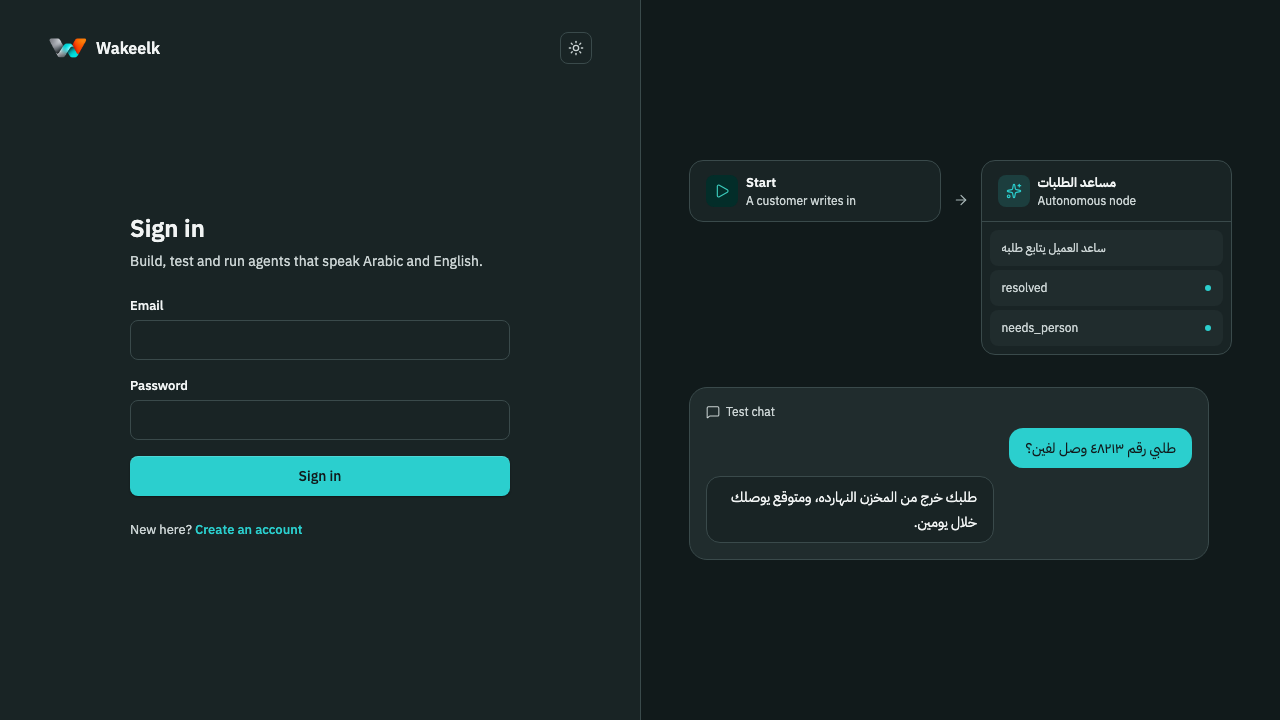 Wakeelk
Sign in
Build, test and run agents that speak Arabic and English.
Email
Password
Sign in
New here? Create an account
Start
A customer writes in
مساعد الطلبات
Autonomous node
ساعد العميل يتابع طلبه
resolved
needs_person
Test chat
طلبي رقم ٤٨٢١٣ وصل لفين؟
طلبك خرج من المخزن النهارده، ومتوقع يوصلك
خلال يومين.